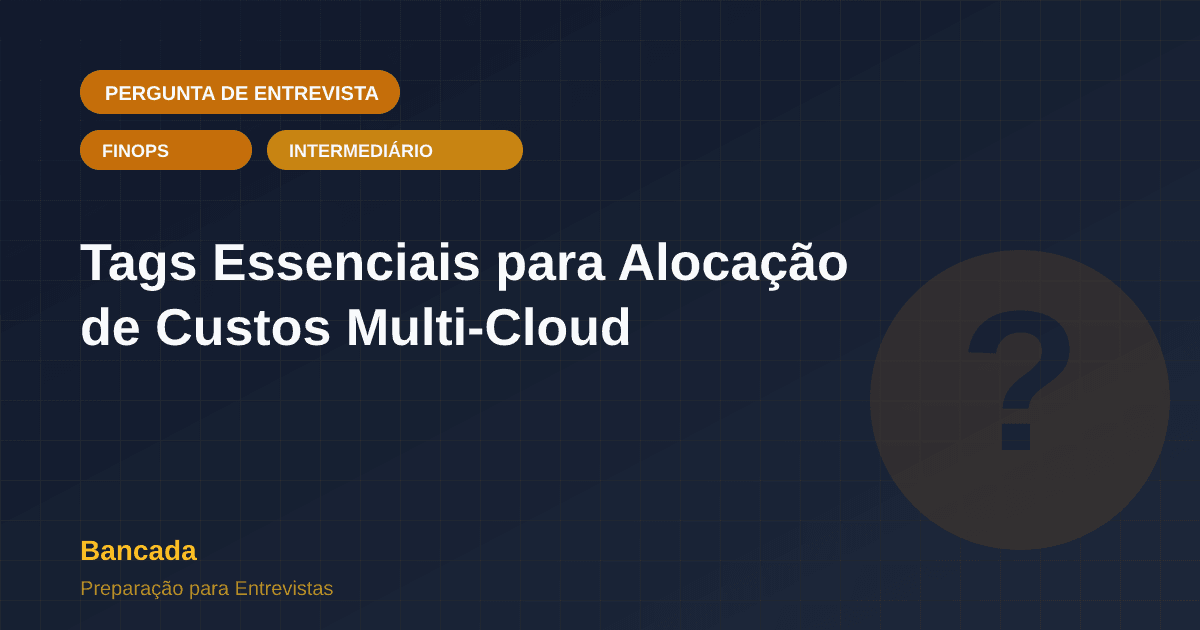 PERGUNTA DE ENTREVISTA
FINOPS
INTERMEDIÁRIO
Tags Essenciais para Alocação
de Custos Multi-Cloud
?
Bancada
Preparação para Entrevistas